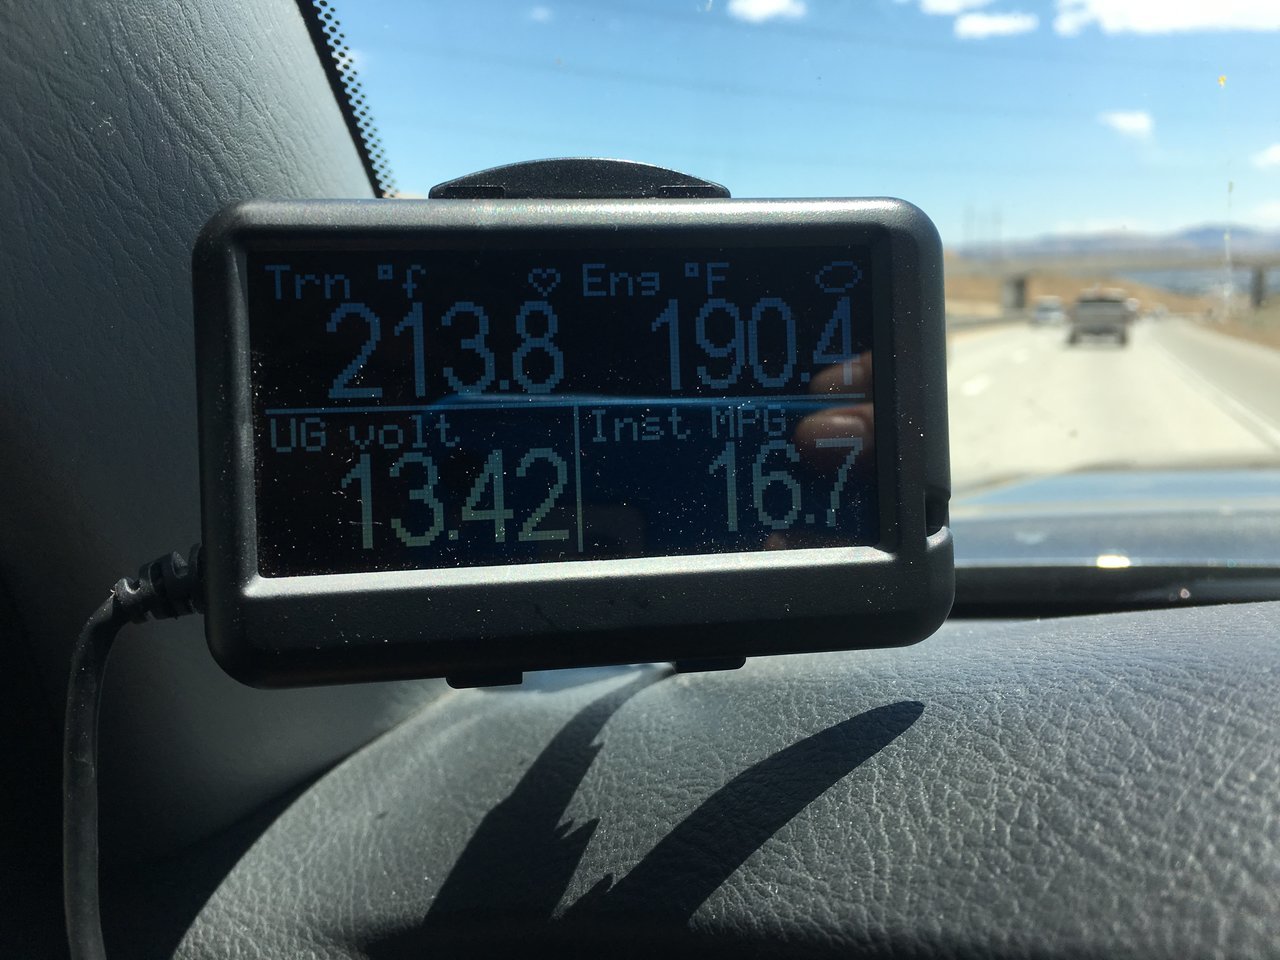 Trn °f Eng °F
213.8 190.4
UG volt Inst MPG
13.42 16.7